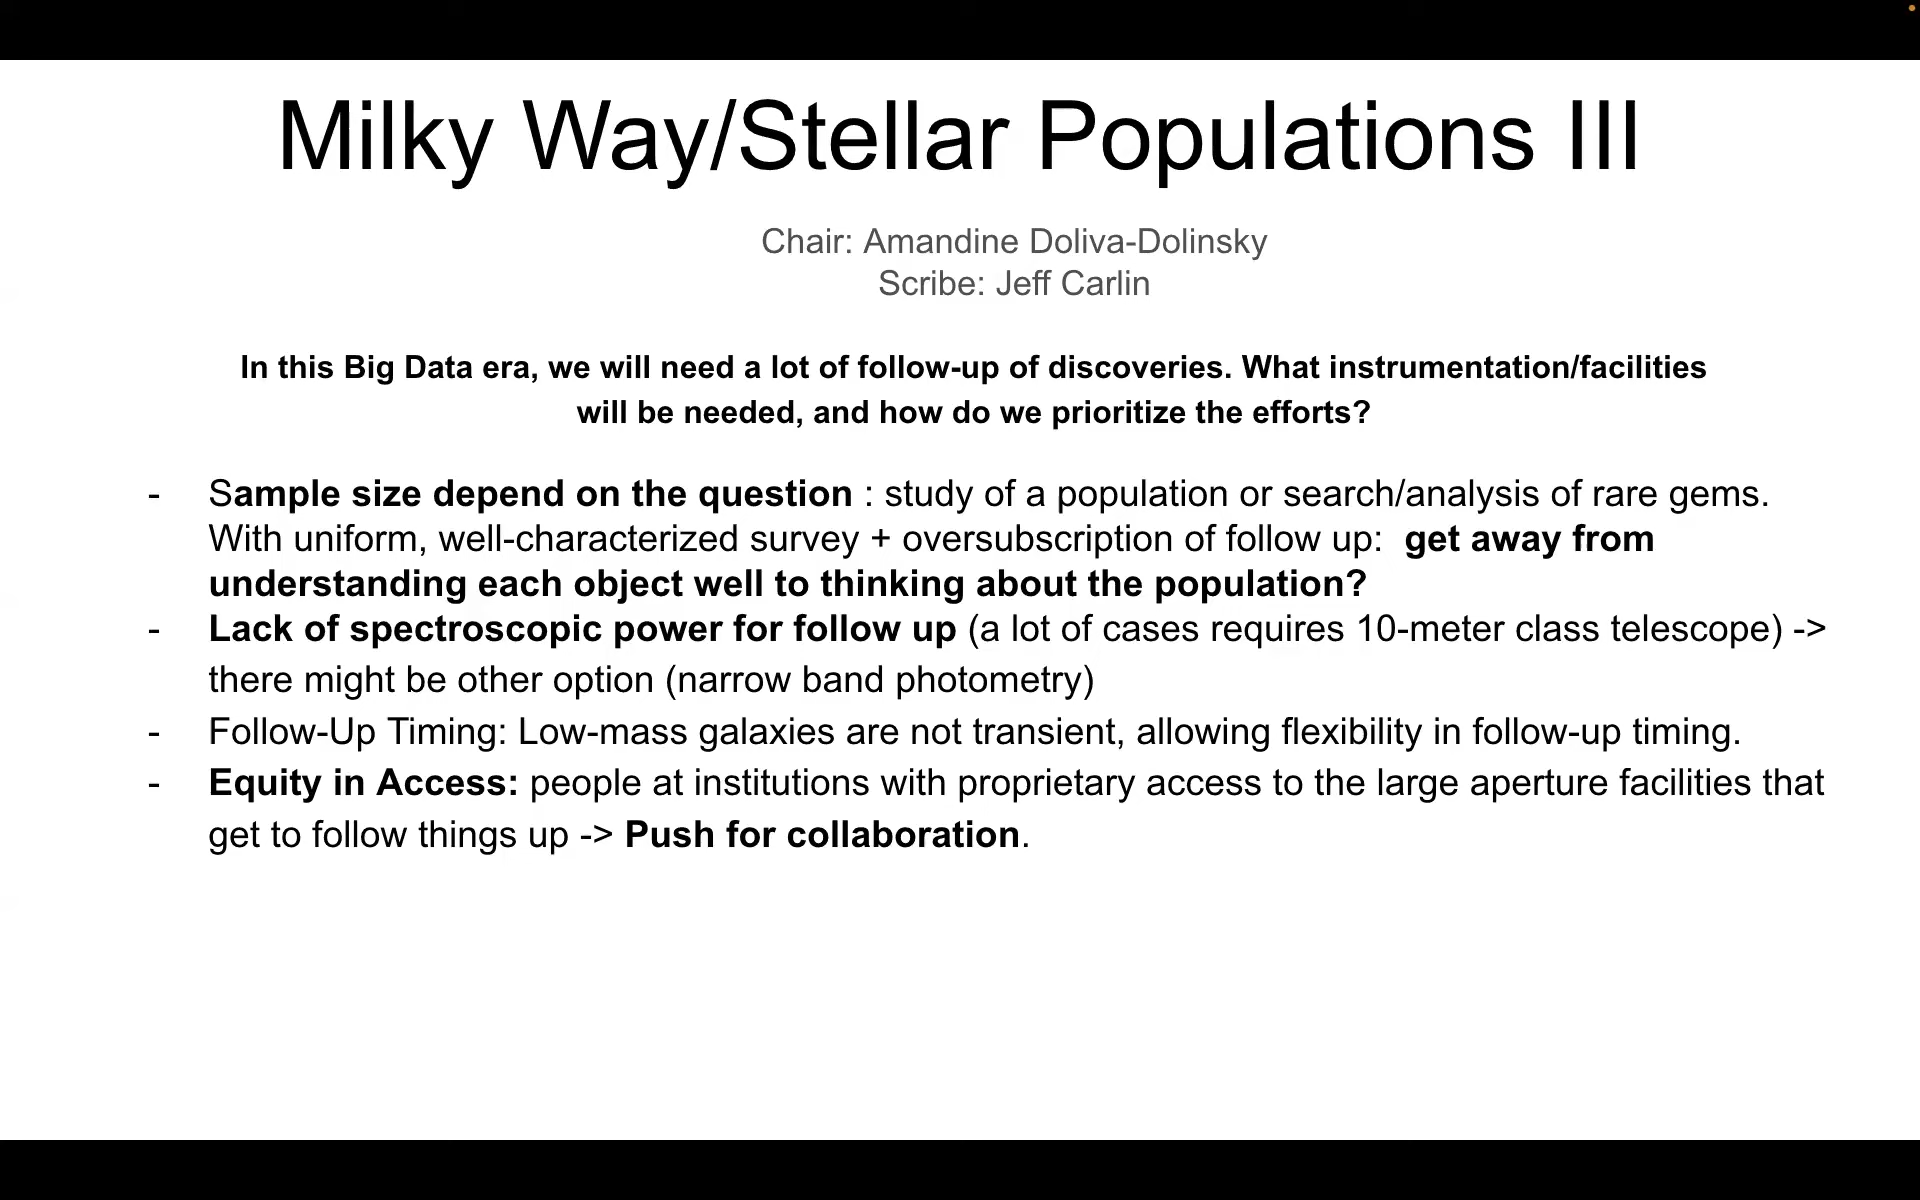 Milky Way/Stellar Populations III
Chair: Amandine Doliva-Dolinsky
Scribe: Jeff Carlin
In this Big Data era, we will need a lot of follow-up of discoveries. What instrumentation/facilities
will be needed, and how do we prioritize the efforts?
- Sample size depend on the question : study of a population or search/analysis of rare gems.
With uniform, well-characterized survey + oversubscription of follow up:  get away from
understanding each object well to thinking about the population?
- Lack of spectroscopic power for follow up (a lot of cases requires 10-meter class telescope) ->
there might be other option (narrow band photometry)
- Follow-Up Timing: Low-mass galaxies are not transient, allowing flexibility in follow-up timing.
- Equity in Access: people at institutions with proprietary access to the large aperture facilities that
get to follow things up -> Push for collaboration.